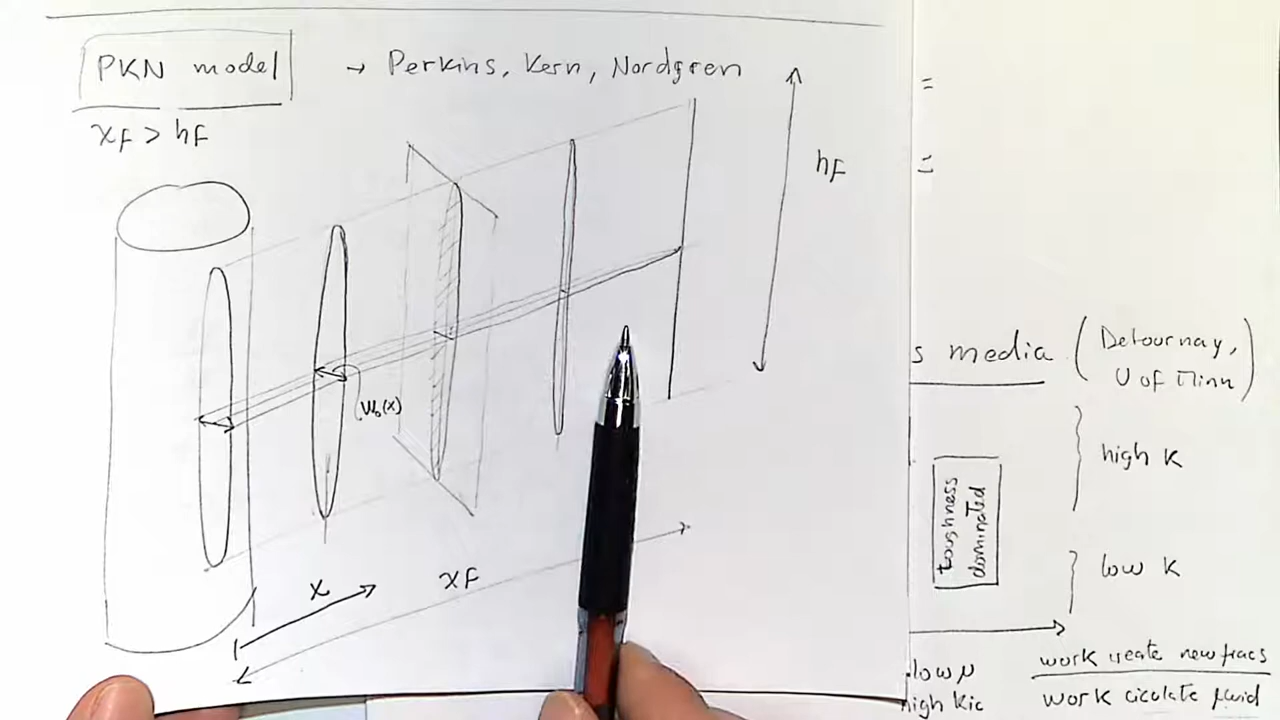 PKN model → Perkins, Kern, Nordgren
xF > hF
hF
W₀(x)
x
xF
=
=
s media (Detournay,
U of Minn)
high k
toughness
dominated
low k
low μ
high KIC
work create new fracs
work ciculate fluid